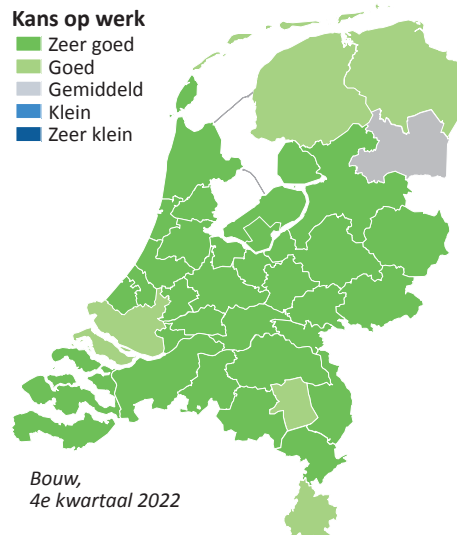 Kans op werk
Zeer goed
Goed
Gemiddeld
Klein
Zeer klein
Bouw,
4e kwartaal 2022